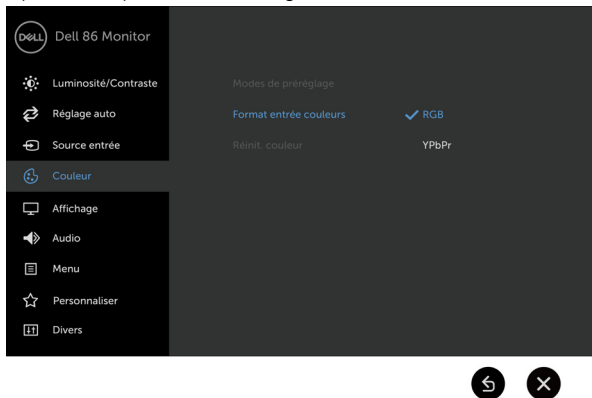 DELL Dell 86 Monitor
Luminosité/Contraste
Modes de préréglage
Réglage auto
Format entrée couleurs
RGB
Source entrée
Réinit. couleur
YPbPr
Couleur
Affichage
Audio
Menu
Personnaliser
Divers